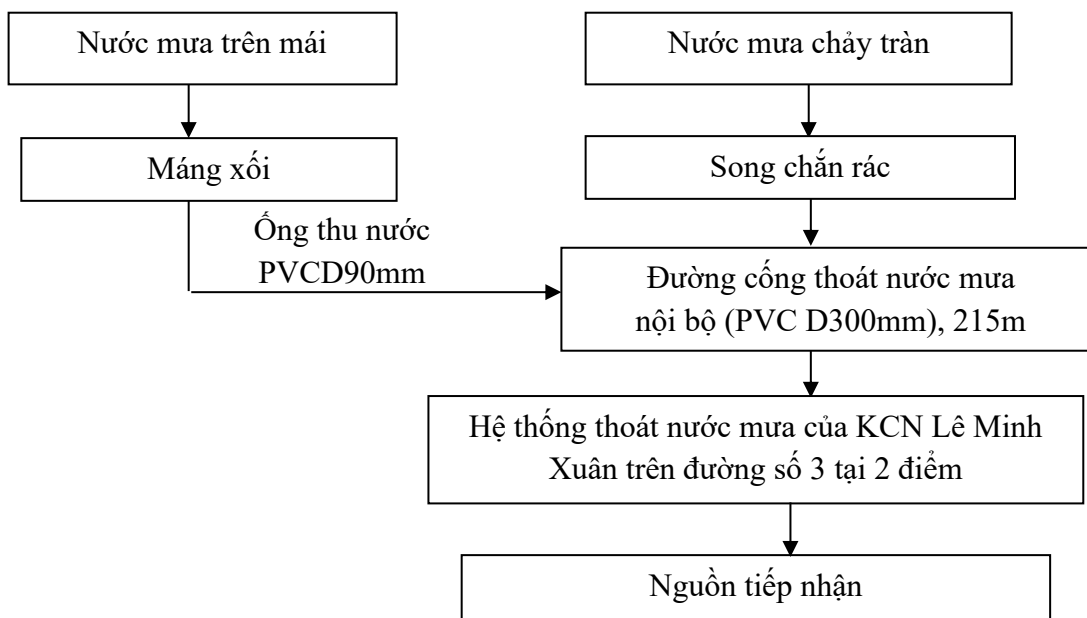 Nước mưa trên mái
Nước mưa chảy tràn
Máng xối
Song chắn rác
Ống thu nước
PVCD90mm
Đường cống thoát nước mưa
nội bộ (PVC D300mm), 215m
Hệ thống thoát nước mưa của KCN Lê Minh
Xuân trên đường số 3 tại 2 điểm
Nguồn tiếp nhận